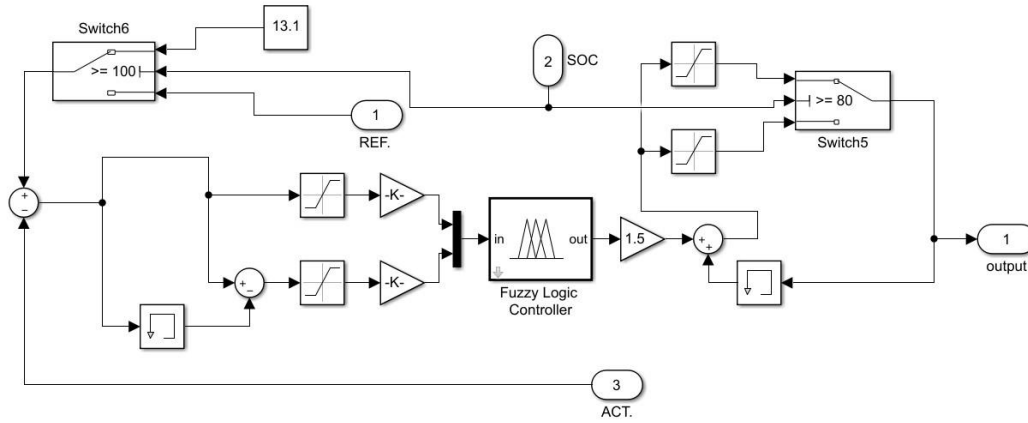 Switch6
13.1
>= 100
2
SOC
>= 80
Switch5
1
REF.
+
−
-K-
in
out
1.5
+
+
1
output
+
−
-K-
Fuzzy Logic
Controller
3
ACT.